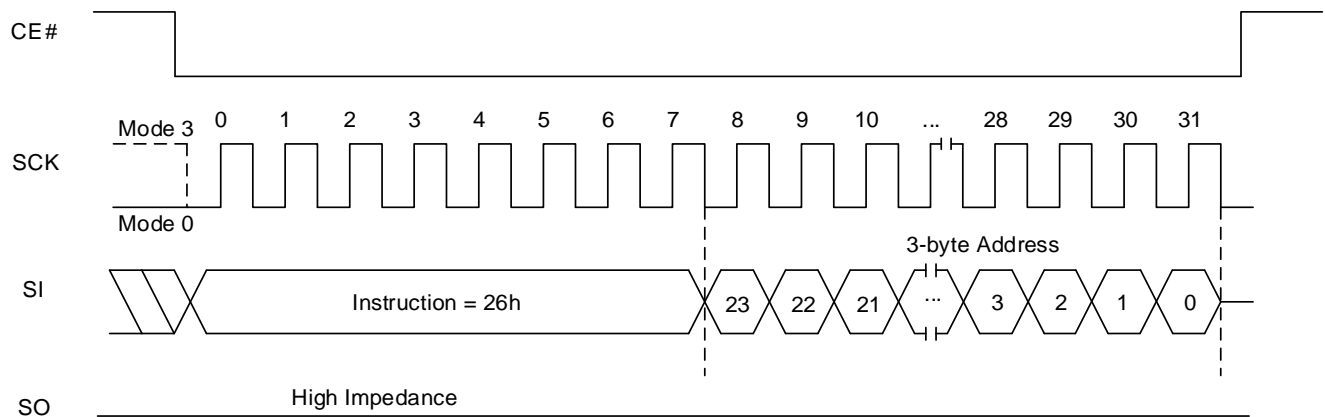 CE#
Mode 3
0 1 2 3 4 5 6 7 8 9 10 ... 28 29 30 31
SCK
Mode 0
3-byte Address
SI
Instruction = 26h
23 22 21 ... 3 2 1 0
SO
High Impedance